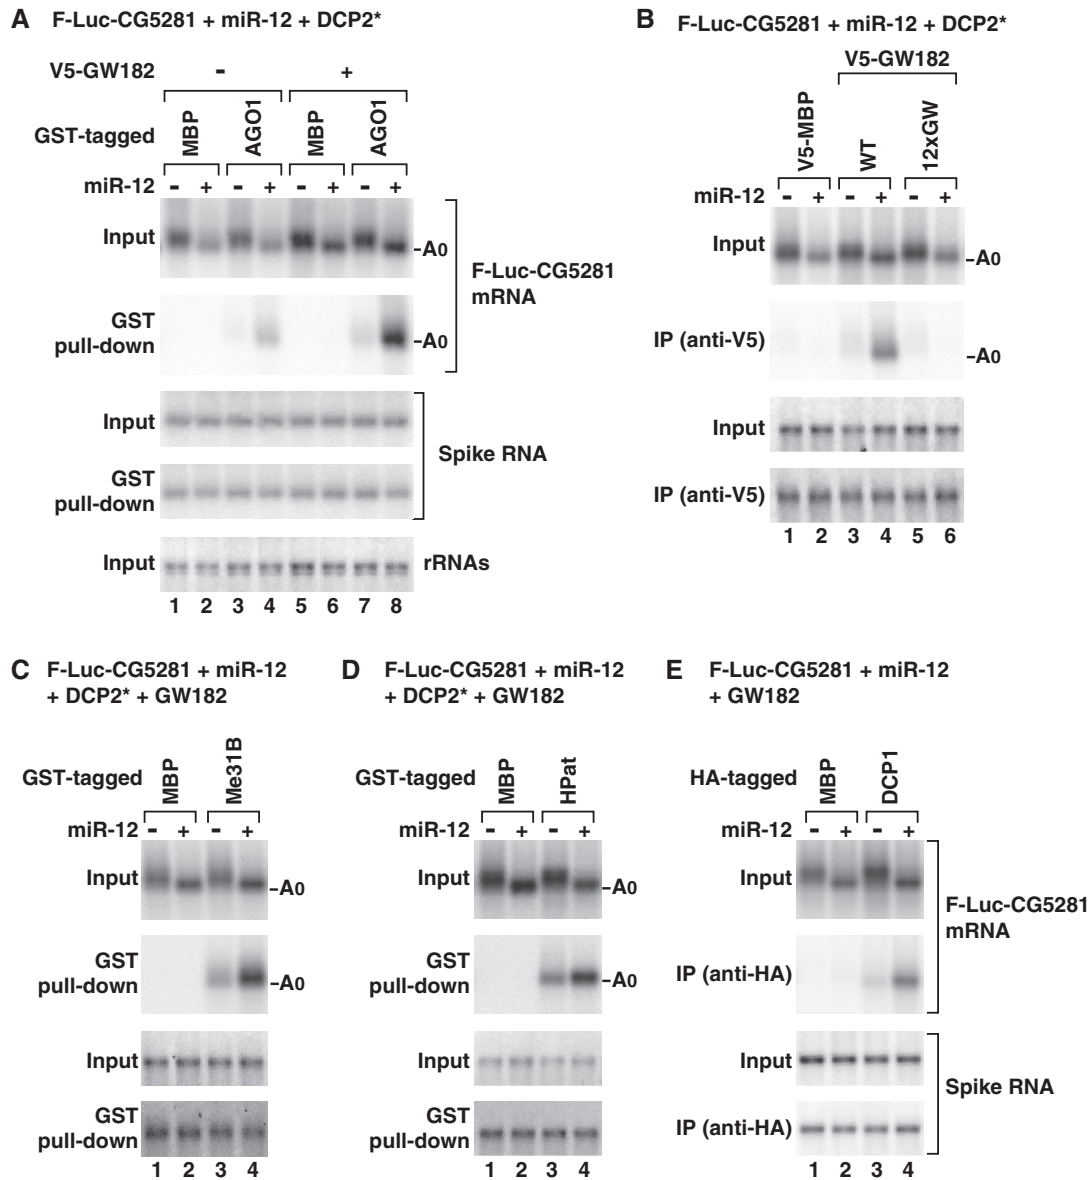 A F-Luc-CG5281 + miR-12 + DCP2*
V5-GW182 - +
GST-tagged MBP AGO1 MBP AGO1
miR-12 - + - + - + - +
Input -A0
GST
pull-down -A0
F-Luc-CG5281
mRNA
Input
GST
pull-down
Spike RNA
Input rRNAs
1 2 3 4 5 6 7 8
B F-Luc-CG5281 + miR-12 + DCP2*
V5-GW182
V5-MBP WT 12xGW
miR-12 - + - + - +
Input -A0
IP (anti-V5) -A0
Input
IP (anti-V5)
1 2 3 4 5 6
C F-Luc-CG5281 + miR-12
+ DCP2* + GW182
GST-tagged MBP Me31B
miR-12 - + - +
Input -A0
GST
pull-down -A0
Input
GST
pull-down
1 2 3 4
D F-Luc-CG5281 + miR-12
+ DCP2* + GW182
GST-tagged MBP HPat
miR-12 - + - +
Input -A0
GST
pull-down -A0
Input
GST
pull-down
1 2 3 4
E F-Luc-CG5281 + miR-12
+ GW182
HA-tagged MBP DCP1
miR-12 - + - +
Input
IP (anti-HA)
F-Luc-CG5281
mRNA
Input
IP (anti-HA)
Spike RNA
1 2 3 4